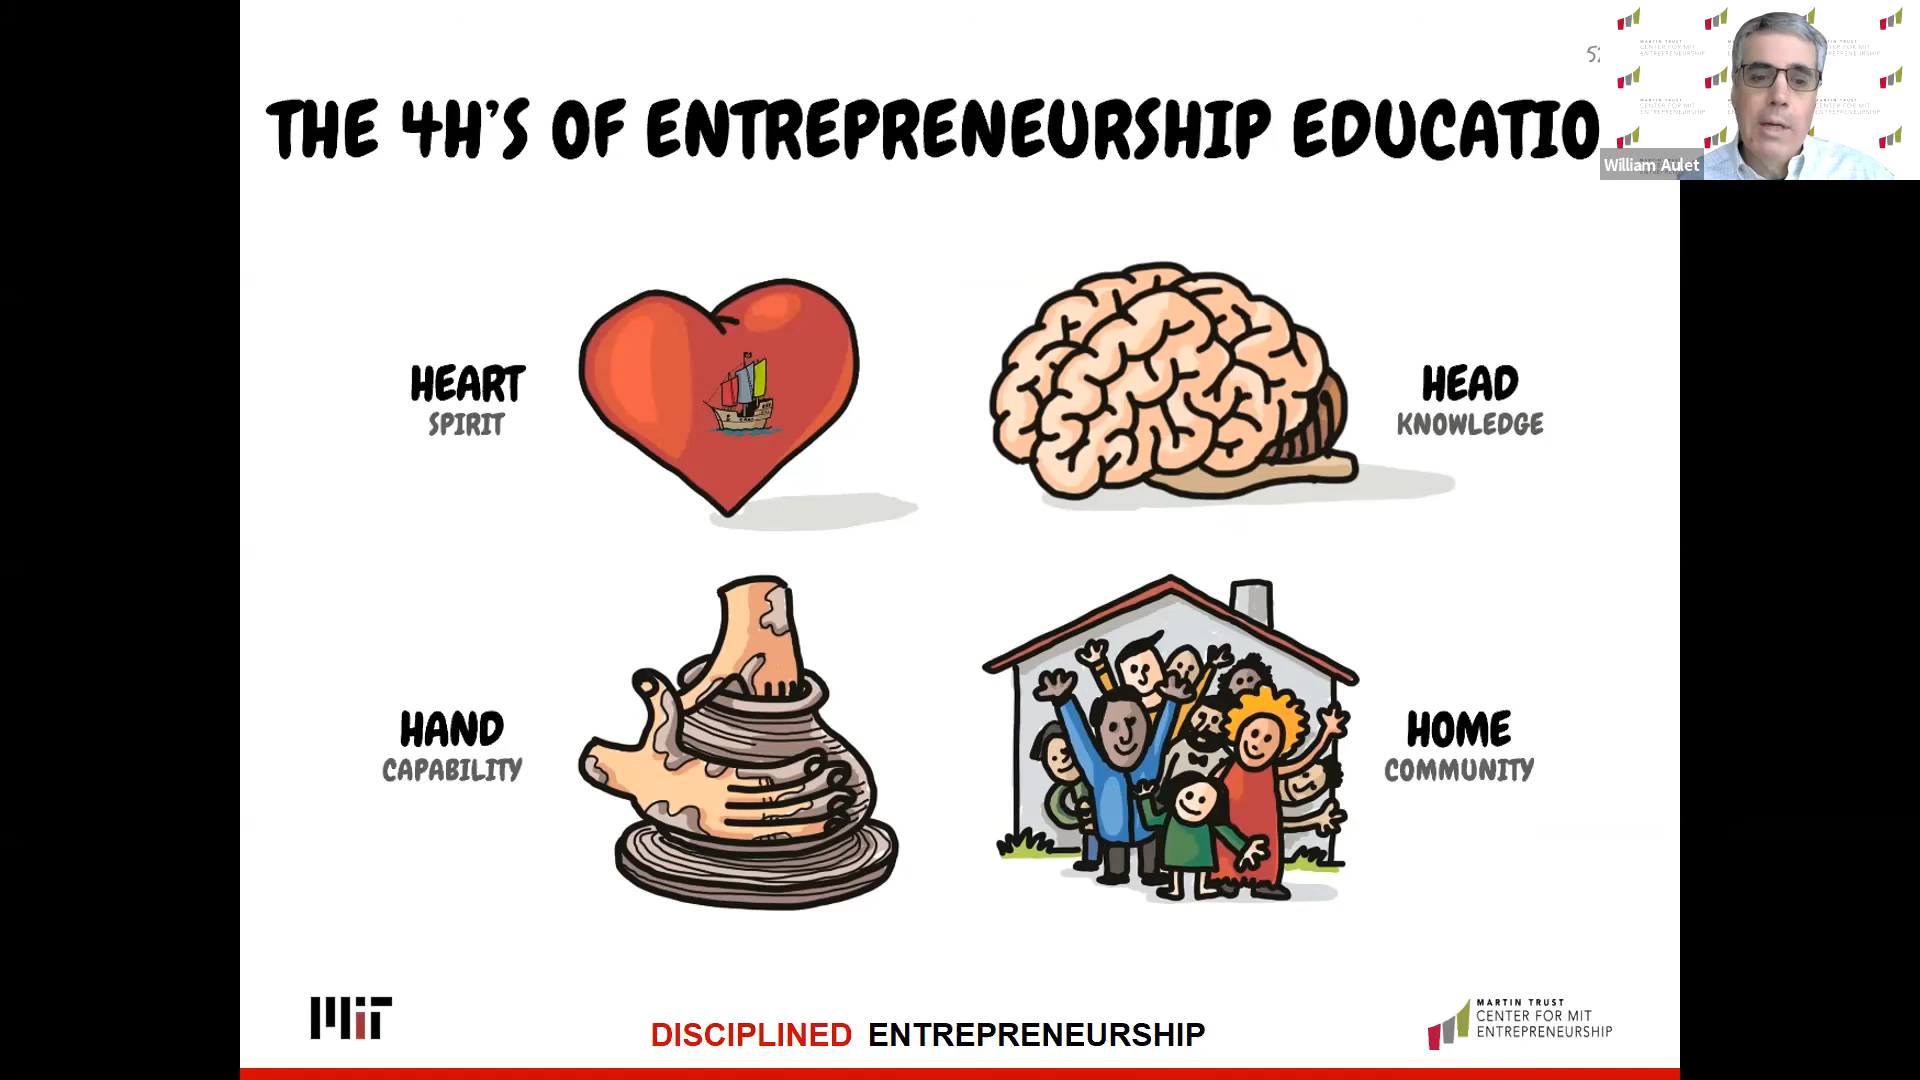 THE 4H'S OF ENTREPRENEURSHIP EDUCATIO
William Aulet
HEART
SPIRIT
HEAD
KNOWLEDGE
HAND
CAPABILITY
HOME
COMMUNITY
MIT
DISCIPLINED ENTREPRENEURSHIP
MARTIN TRUST
CENTER FOR MIT
ENTREPRENEURSHIP